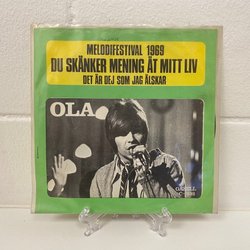 MELODIFESTIVAL 1969
DU SKÄNKER MENING ÅT MITT LIV
DET ÄR DEJ SOM JAG ÄLSKAR
OLA